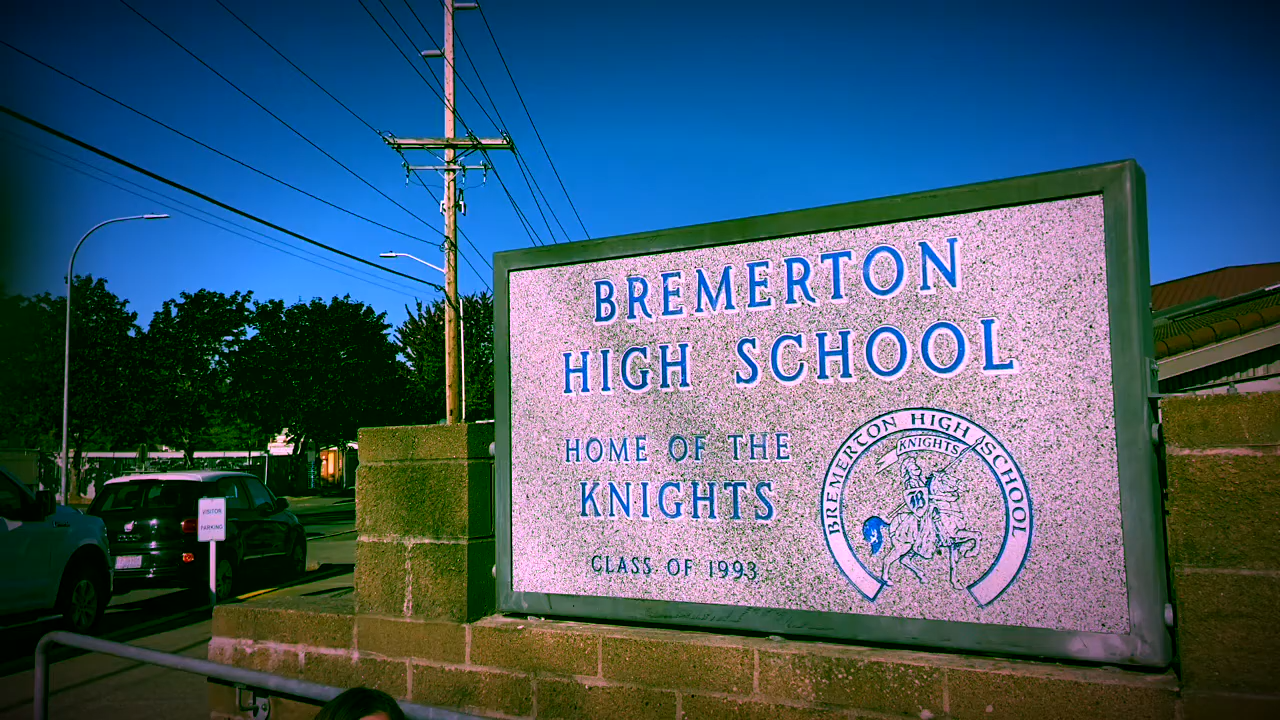 BREMERTON
HIGH SCHOOL
HOME OF THE
KNIGHTS
CLASS OF 1993
BREMERTON HIGH SCHOOL
KNIGHTS
B
VISITOR
PARKING